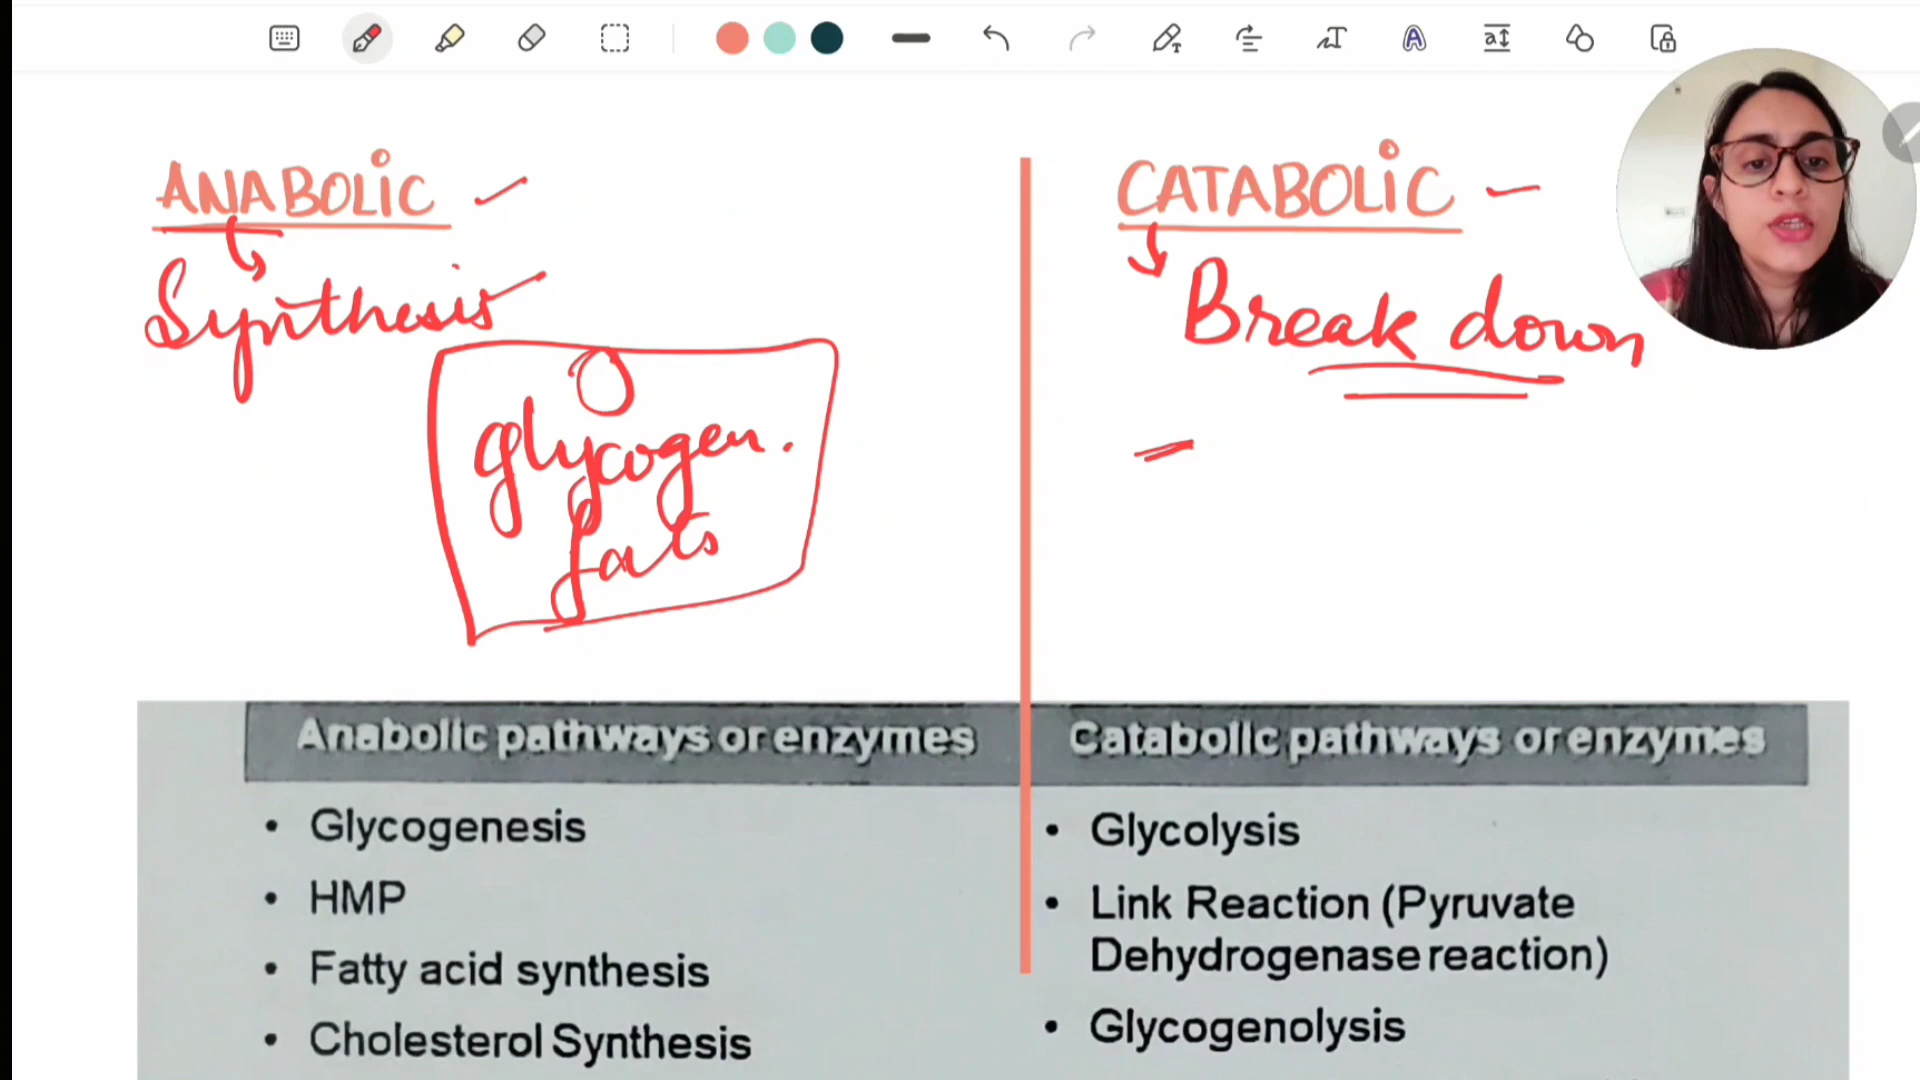 ANABOLiC
Synthesis
glycogen.
fats
CATABOLiC
Break down
Anabolic pathways or enzymes
• Glycogenesis
• HMP
• Fatty acid synthesis
• Cholesterol Synthesis
Catabolic pathways or enzymes
• Glycolysis
• Link Reaction (Pyruvate
Dehydrogenase reaction)
• Glycogenolysis